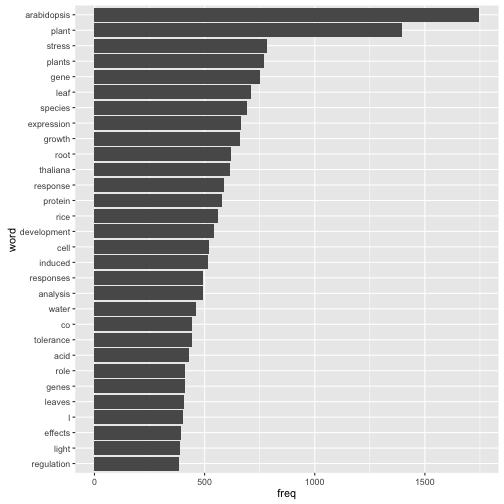 arabidopsis
plant
stress
plants
gene
leaf
species
expression
growth
root
thaliana
response
protein
rice
development
cell
induced
responses
analysis
water
co
tolerance
acid
role
genes
leaves
l
effects
light
regulation
word
0 500 1000 1500
freq